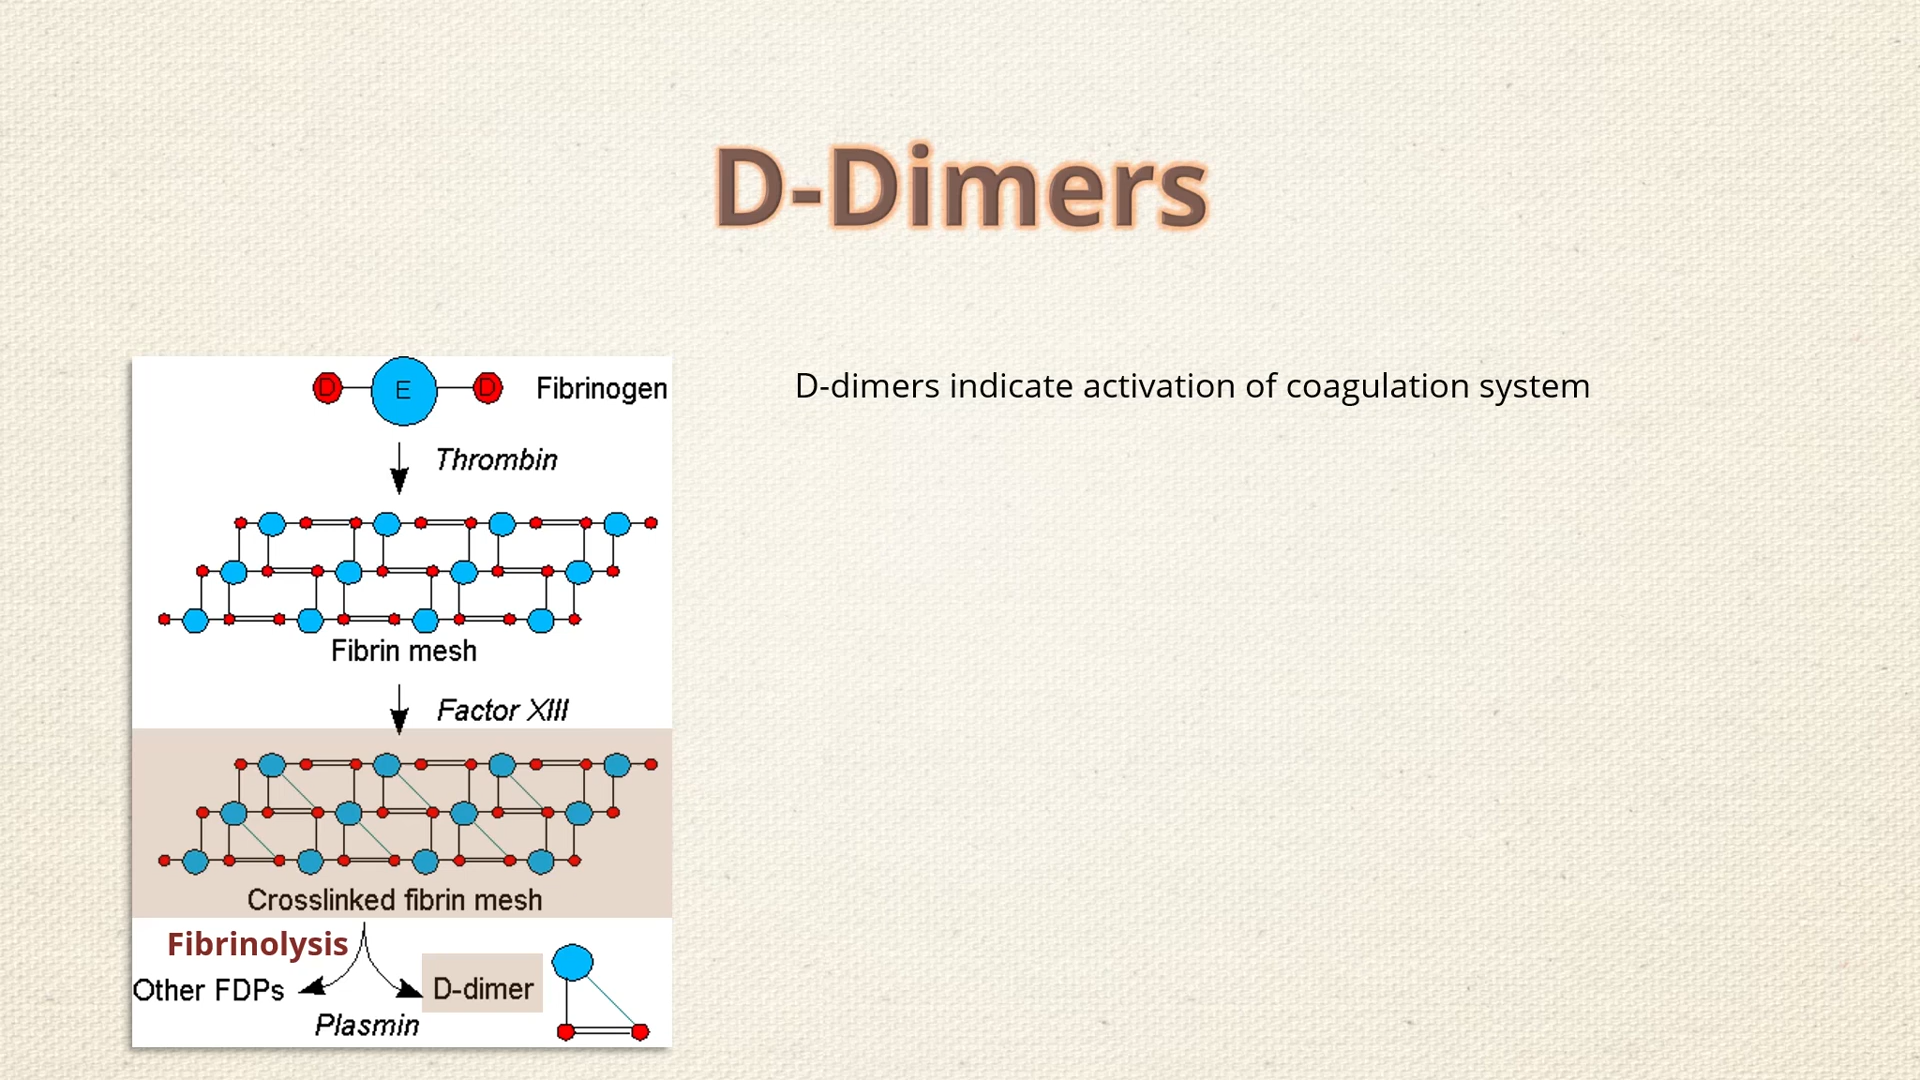 D-Dimers
D E D Fibrinogen
Thrombin
Fibrin mesh
Factor XIII
Crosslinked fibrin mesh
Fibrinolysis
Other FDPs
D-dimer
Plasmin
D-dimers indicate activation of coagulation system